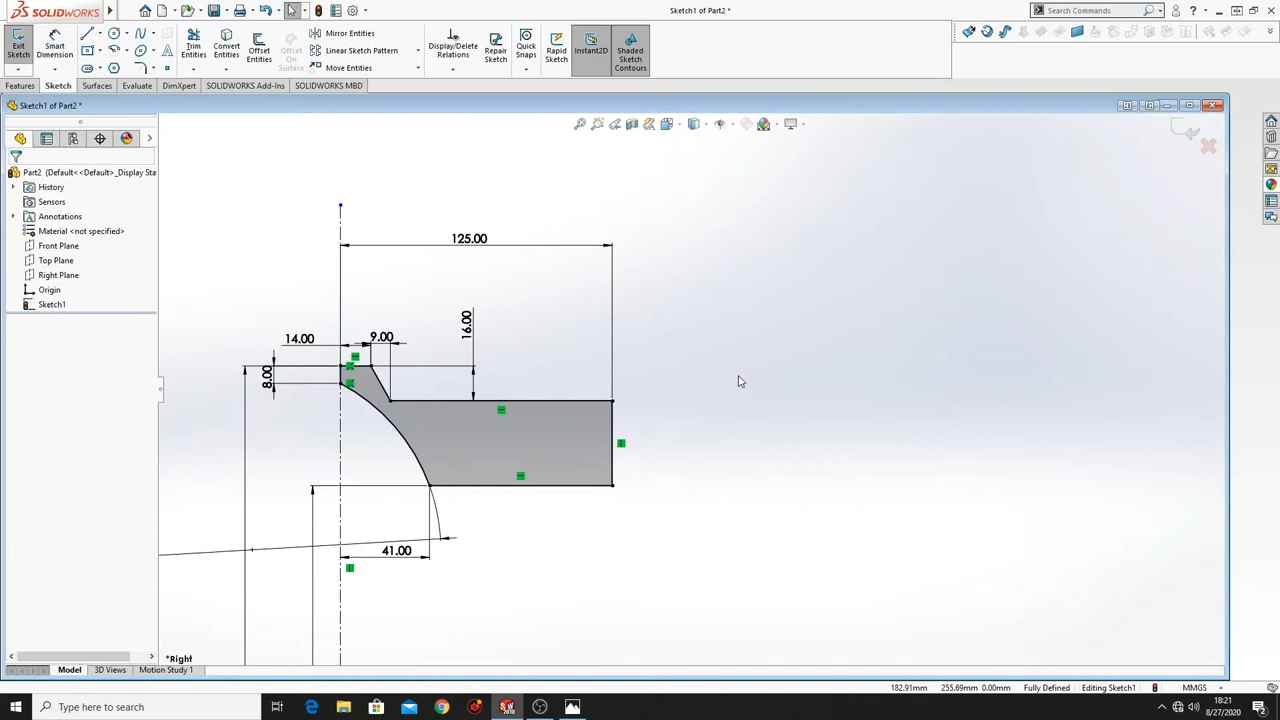 SOLIDWORKS
Sketch1 of Part2 *
Search Commands
Exit Sketch
Smart Dimension
Trim Entities
Convert Entities
Offset Entities
Offset On Surface
Mirror Entities
Linear Sketch Pattern
Move Entities
Display/Delete Relations
Repair Sketch
Quick Snaps
Rapid Sketch
Instant2D
Shaded Sketch Contours
Features
Sketch
Surfaces
Evaluate
DimXpert
SOLIDWORKS Add-Ins
SOLIDWORKS MBD
Sketch1 of Part2 *
Part2 (Default<<Default>_Display Sta
History
Sensors
Annotations
Material <not specified>
Front Plane
Top Plane
Right Plane
Origin
Sketch1
125.00
16.00
14.00
9.00
8.00
41.00
*Right
Model
3D Views
Motion Study 1
182.91mm
255.69mm 0.00mm
Fully Defined
Editing Sketch1
MMGS
Type here to search
SW
2018
18:21
8/27/2020
2